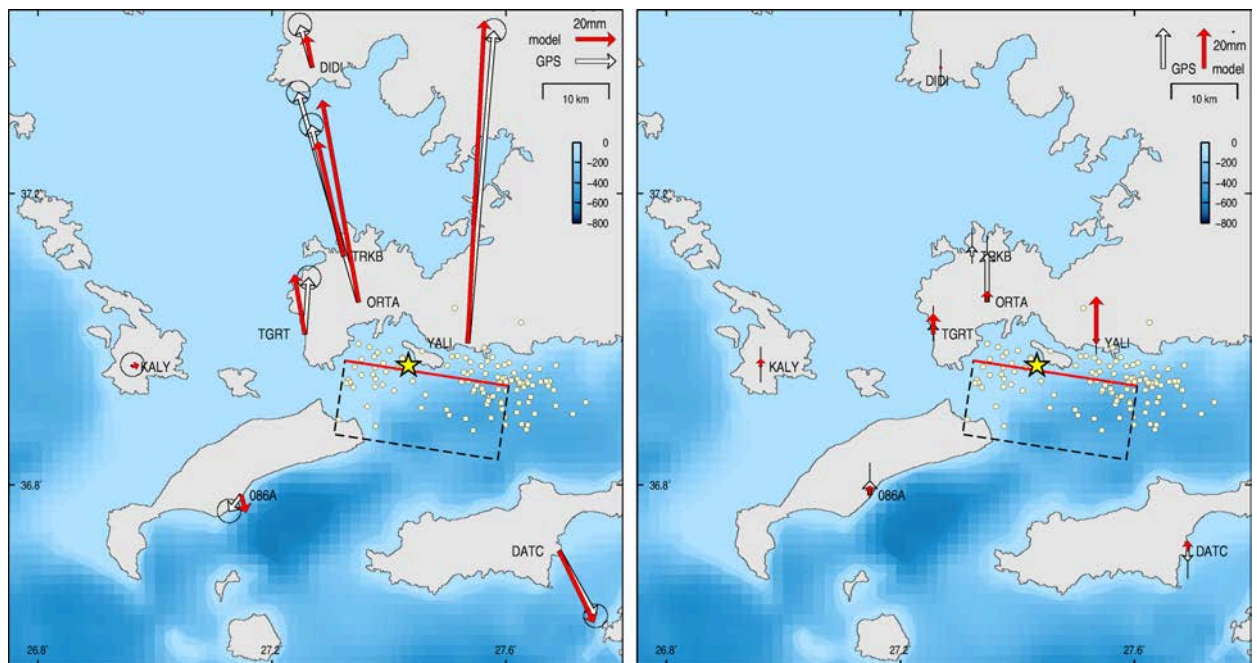 20mm
model
GPS
DIDI
10 km
0
−200
−400
−600
−800
37.2˚
TRKB
ORTA
TGRT
YALI
KALY
36.8˚
086A
DATC
26.8˚
27.2˚
27.6˚
20mm
GPS
model
DIDI
10 km
0
−200
−400
−600
−800
37.2˚
TRKB
ORTA
TGRT
YALI
KALY
36.8˚
086A
DATC
26.8˚
27.2˚
27.6˚